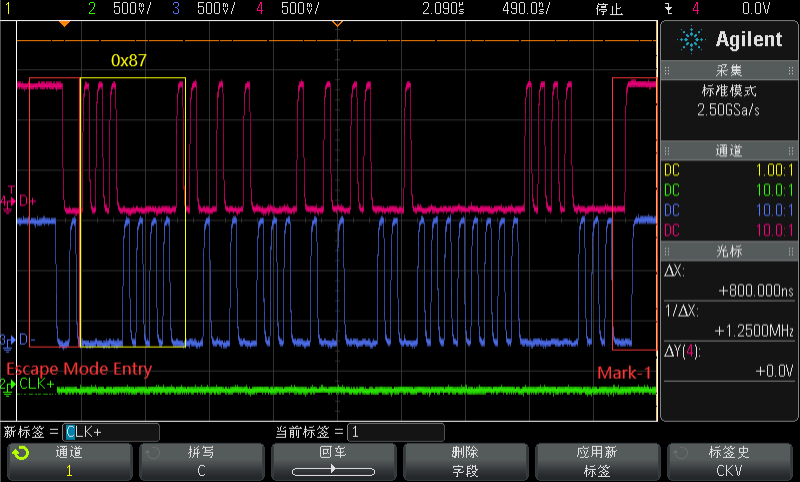 1 2 500℧/ 3 500℧/ 4 500℧/ 2.090s 490.0s/ 停止 4 0.0V
Agilent
采集
标准模式
2.50GSa/s
通道
DC 1.00:1
DC 10.0:1
DC 10.0:1
DC 10.0:1
光标
ΔX:
+800.000ns
1/ΔX:
+1.2500MHz
ΔY(4):
+0.0V
0x87
4 D+
3 D-
Escape Mode Entry
Mark-1
2 CLK+
新标签 = CLK+ 当前标签 = 1
通道 拼写 回车 删除 应用新 标签史
1 C 字段 标签 CKV